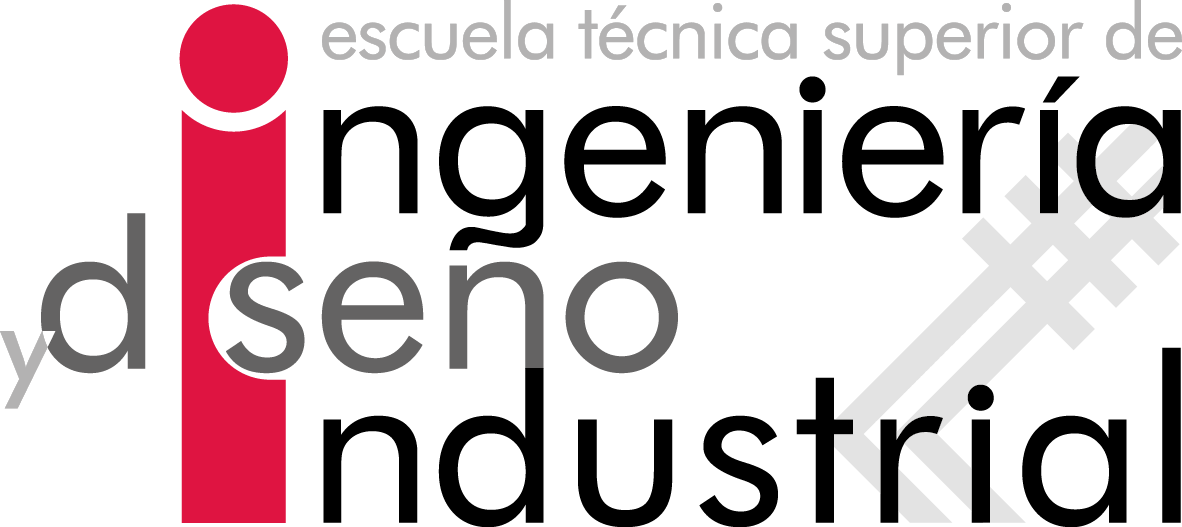 escuela técnica superior de
ingeniería
y diseño
industrial